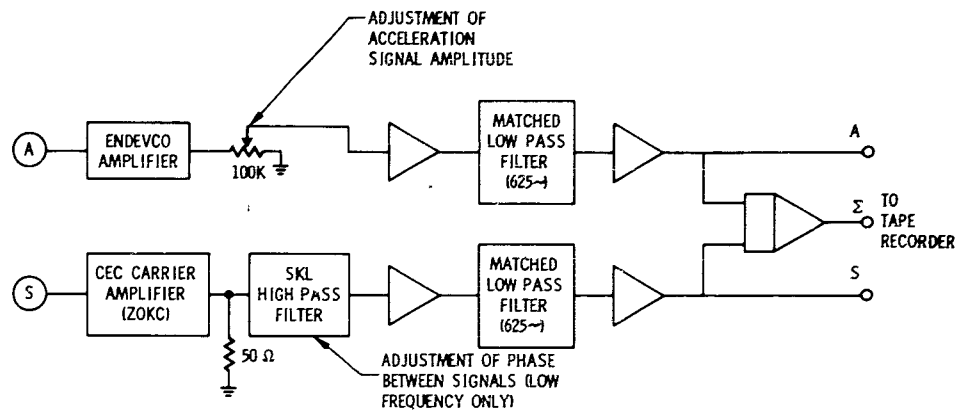 ADJUSTMENT OF
ACCELERATION
SIGNAL AMPLITUDE
A
ENDEVCO
AMPLIFIER
100K
MATCHED
LOW PASS
FILTER
(625~)
A
Σ
TO
TAPE
RECORDER
S
CEC CARRIER
AMPLIFIER
(20KC)
50 Ω
SKL
HIGH PASS
FILTER
MATCHED
LOW PASS
FILTER
(625~)
S
ADJUSTMENT OF PHASE
BETWEEN SIGNALS (LOW
FREQUENCY ONLY)